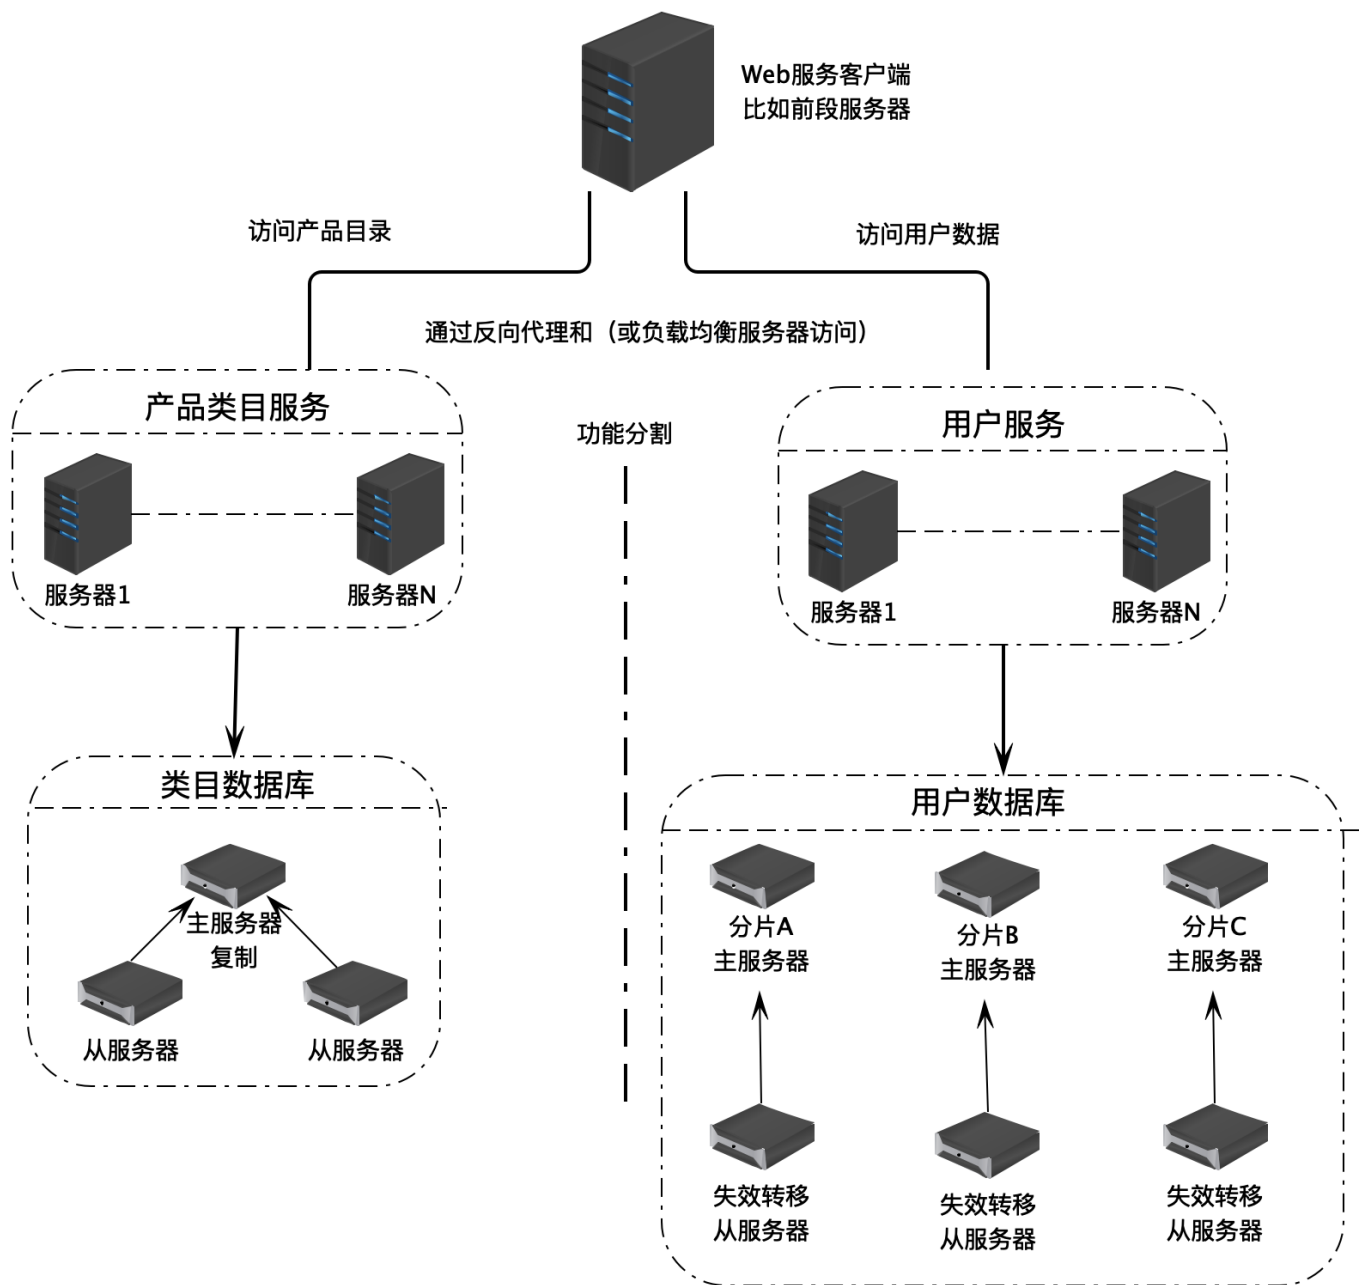 Web服务客户端
比如前段服务器
访问产品目录
访问用户数据
通过反向代理和（或负载均衡服务器访问）
产品类目服务
服务器1
服务器N
功能分割
用户服务
服务器1
服务器N
类目数据库
主服务器
复制
从服务器
从服务器
用户数据库
分片A
主服务器
分片B
主服务器
分片C
主服务器
失效转移
从服务器
失效转移
从服务器
失效转移
从服务器